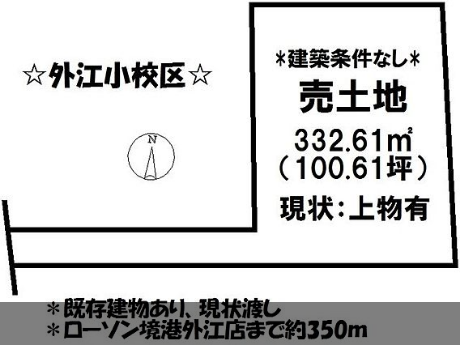 ☆外江小校区☆
*建築条件なし*
売土地
332.61㎡
(100.61坪)
現状:上物有
N
*既存建物あり、現状渡し
*ローソン境港外江店まで約350m